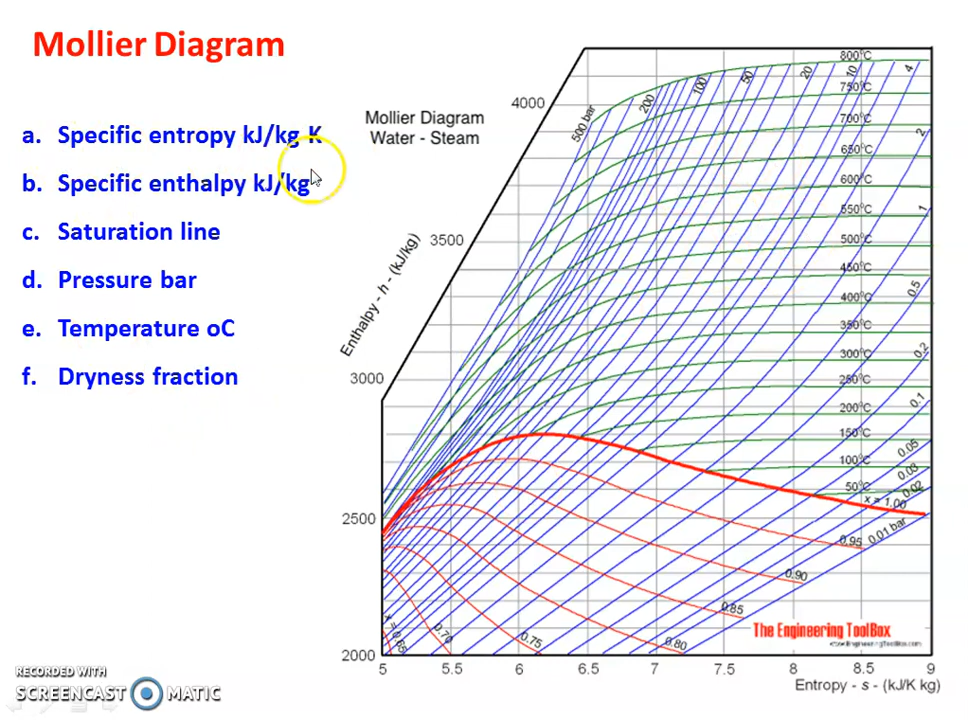 Mollier Diagram
a. Specific entropy kJ/kg K
b. Specific enthalpy kJ/kg
c. Saturation line
d. Pressure bar
e. Temperature oC
f. Dryness fraction
Mollier Diagram
Water - Steam
Enthalpy - h - (kJ/kg)
4000
3500
3000
2500
2000
500 bar
200
100
50
20
10
4
2
1
0.5
0.2
0.1
0.05
0.03
0.02
0.01 bar
800°C
750°C
700°C
650°C
600°C
550°C
500°C
450°C
400°C
350°C
300°C
250°C
200°C
150°C
100°C
50°C
x = 1.00
0.95
0.90
0.85
0.80
0.75
0.70
x = 0.65
The Engineering ToolBox
www.EngineeringToolBox.com
5 5.5 6 6.5 7 7.5 8 8.5 9
Entropy - s - (kJ/K kg)
RECORDED WITH
SCREENCAST MATIC